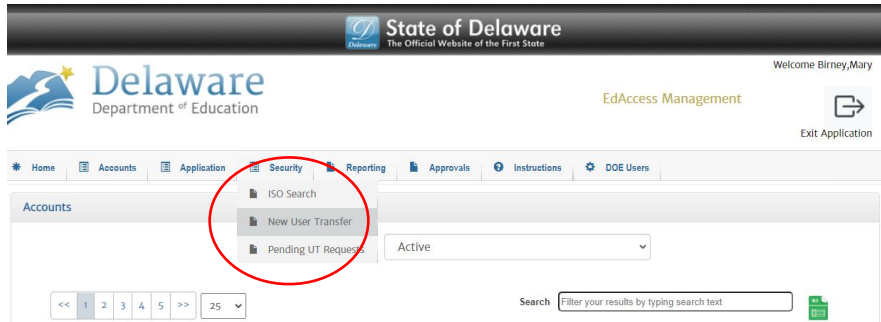 State of Delaware
Delaware
The Official Website of the First State
Welcome Birney,Mary
Delaware
Department of Education
EdAccess Management
Exit Application
Home Accounts Application Security Reporting Approvals Instructions DOE Users
ISO Search
Accounts
New User Transfer
Pending UT Requests
Active
<< 1 2 3 4 5 >> 25
Search Filter your results by typing search text